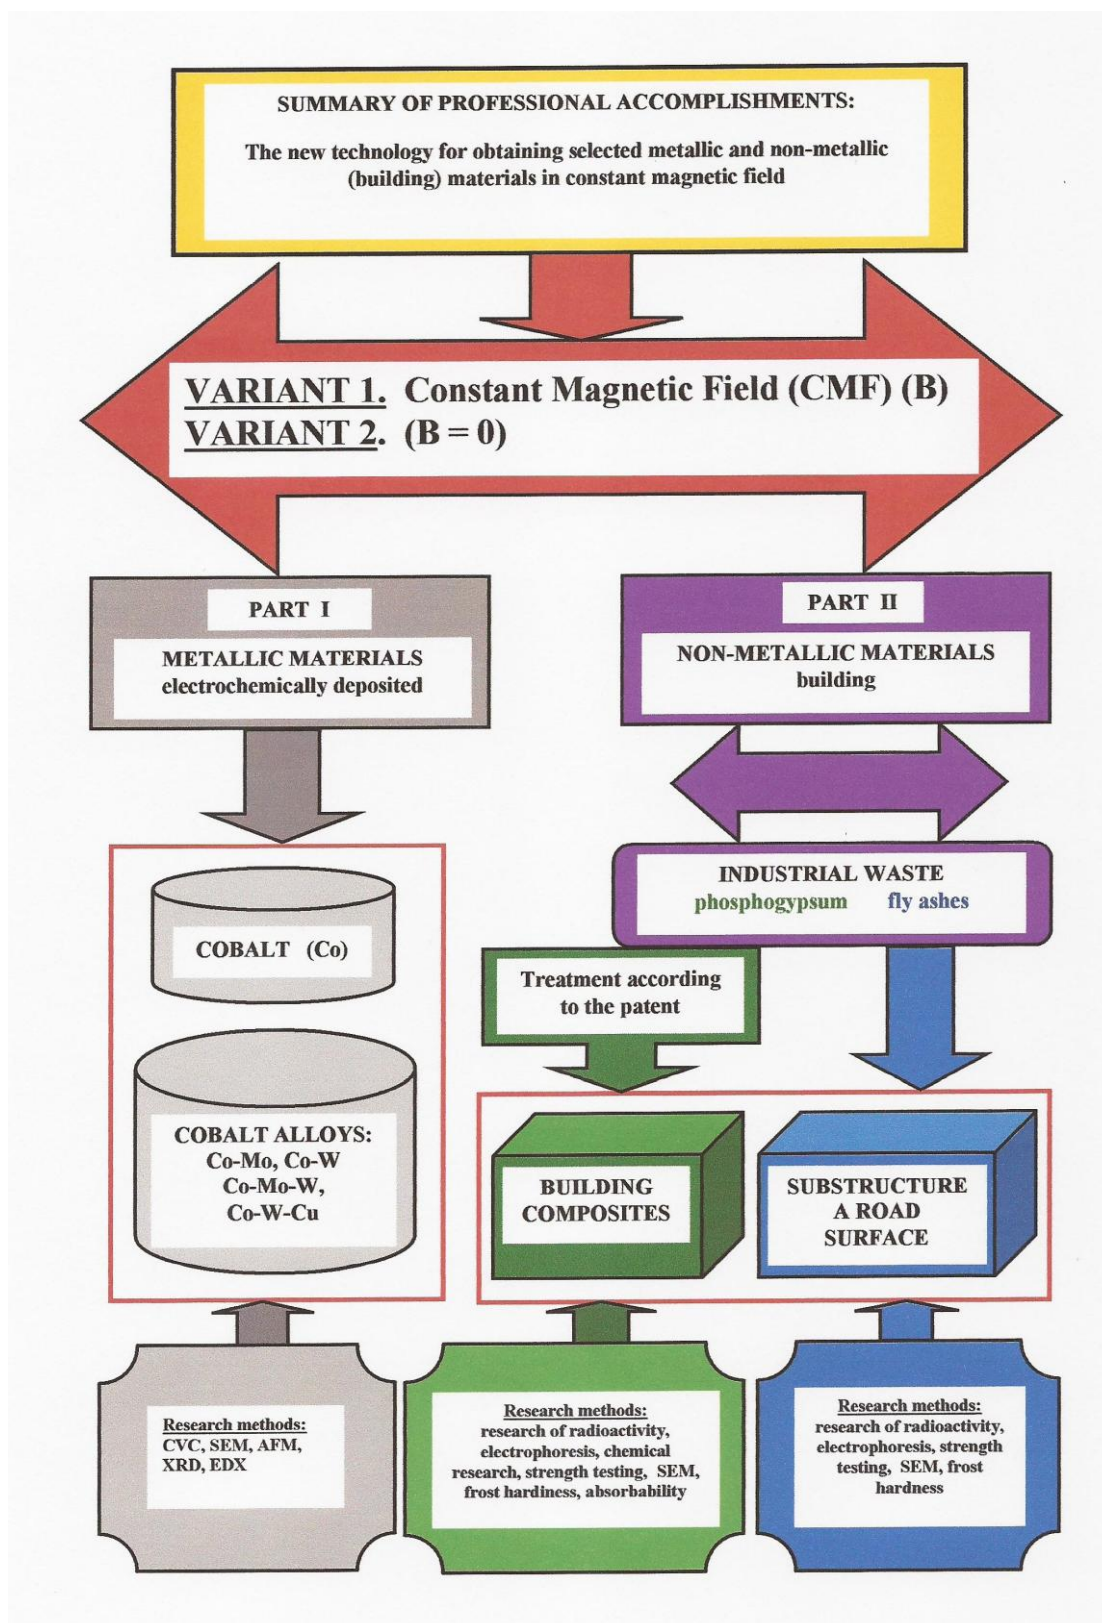 SUMMARY OF PROFESSIONAL ACCOMPLISHMENTS:
The new technology for obtaining selected metallic and non-metallic
(building) materials in constant magnetic field
VARIANT 1. Constant Magnetic Field (CMF) (B)
VARIANT 2. (B = 0)
PART I
METALLIC MATERIALS
electrochemically deposited
PART II
NON-METALLIC MATERIALS
building
INDUSTRIAL WASTE
phosphogypsum fly ashes
COBALT (Co)
COBALT ALLOYS:
Co-Mo, Co-W
Co-Mo-W,
Co-W-Cu
Treatment according
to the patent
BUILDING
COMPOSITES
SUBSTRUCTURE
A ROAD
SURFACE
Research methods:
CVC, SEM, AFM,
XRD, EDX
Research methods:
research of radioactivity,
electrophoresis, chemical
research, strength testing, SEM,
frost hardiness, absorbability
Research methods:
research of radioactivity,
electrophoresis, strength
testing, SEM, frost
hardness